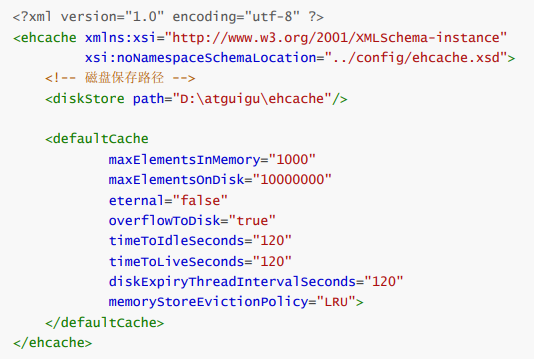 <?xml version="1.0" encoding="utf-8" ?>
<ehcache xmlns:xsi="http://www.w3.org/2001/XMLSchema-instance"
         xsi:noNamespaceSchemaLocation="../config/ehcache.xsd">
    <!-- 磁盘保存路径 -->
    <diskStore path="D:\atguigu\ehcache"/>

    <defaultCache
            maxElementsInMemory="1000"
            maxElementsOnDisk="10000000"
            eternal="false"
            overflowToDisk="true"
            timeToIdleSeconds="120"
            timeToLiveSeconds="120"
            diskExpiryThreadIntervalSeconds="120"
            memoryStoreEvictionPolicy="LRU">
    </defaultCache>
</ehcache>